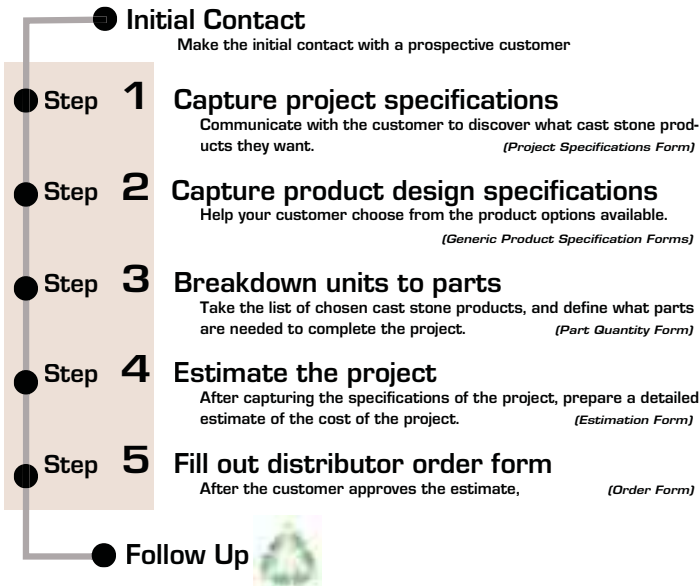 Initial Contact
Make the initial contact with a prospective customer
Step 1 Capture project specifications
Communicate with the customer to discover what cast stone prod-
ucts they want. (Project Specifications Form)
Step 2 Capture product design specifications
Help your customer choose from the product options available.
(Generic Product Specification Forms)
Step 3 Breakdown units to parts
Take the list of chosen cast stone products, and define what parts
are needed to complete the project. (Part Quantity Form)
Step 4 Estimate the project
After capturing the specifications of the project, prepare a detailed
estimate of the cost of the project. (Estimation Form)
Step 5 Fill out distributor order form
After the customer approves the estimate, (Order Form)
Follow Up